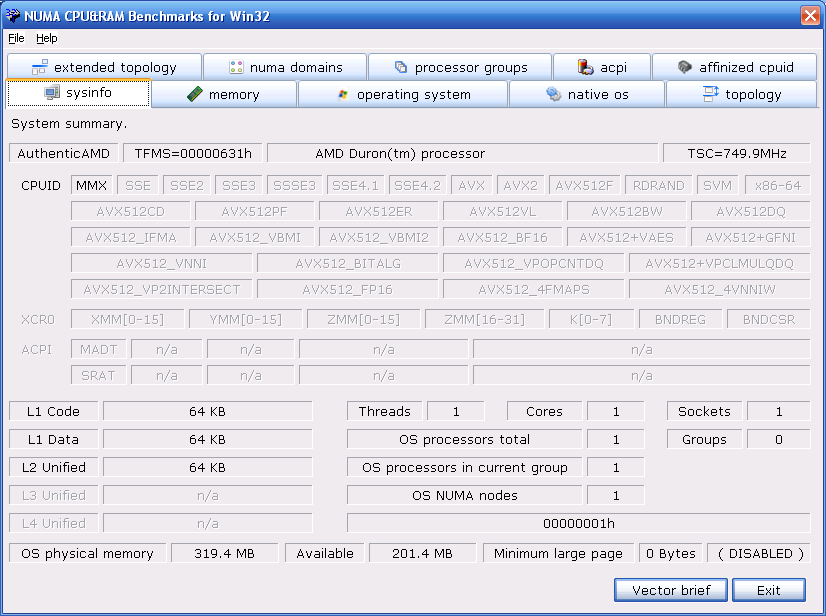 NUMA CPU&RAM Benchmarks for Win32
File Help
extended topology numa domains processor groups acpi affinized cpuid
sysinfo memory operating system native os topology
System summary.
AuthenticAMD TFMS=00000631h AMD Duron(tm) processor TSC=749.9MHz
CPUID MMX SSE SSE2 SSE3 SSSE3 SSE4.1 SSE4.2 AVX AVX2 AVX512F RDRAND SVM x86-64
AVX512CD AVX512PF AVX512ER AVX512VL AVX512BW AVX512DQ
AVX512_IFMA AVX512_VBMI AVX512_VBMI2 AVX512_BF16 AVX512+VAES AVX512+GFNI
AVX512_VNNI AVX512_BITALG AVX512_VPOPCNTDQ AVX512+VPCLMULQDQ
AVX512_VP2INTERSECT AVX512_FP16 AVX512_4FMAPS AVX512_4VNNIW
XCR0 XMM[0-15] YMM[0-15] ZMM[0-15] ZMM[16-31] K[0-7] BNDREG BNDCSR
ACPI MADT n/a n/a n/a n/a
SRAT n/a n/a n/a n/a
L1 Code 64 KB Threads 1 Cores 1 Sockets 1
L1 Data 64 KB OS processors total 1 Groups 0
L2 Unified 64 KB OS processors in current group 1
L3 Unified n/a OS NUMA nodes 1
L4 Unified n/a 00000001h
OS physical memory 319.4 MB Available 201.4 MB Minimum large page 0 Bytes ( DISABLED )
Vector brief Exit